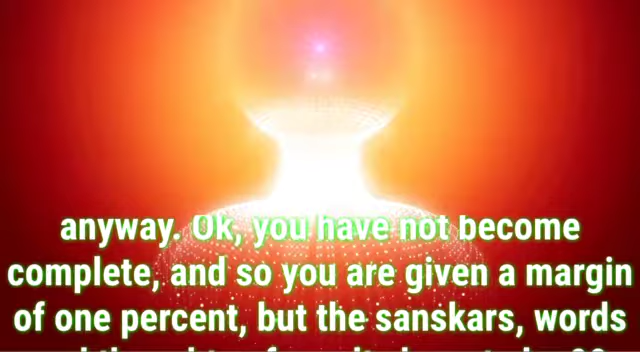 anyway. Ok, you have not become
complete, and so you are given a margin
of one percent, but the sanskars, words